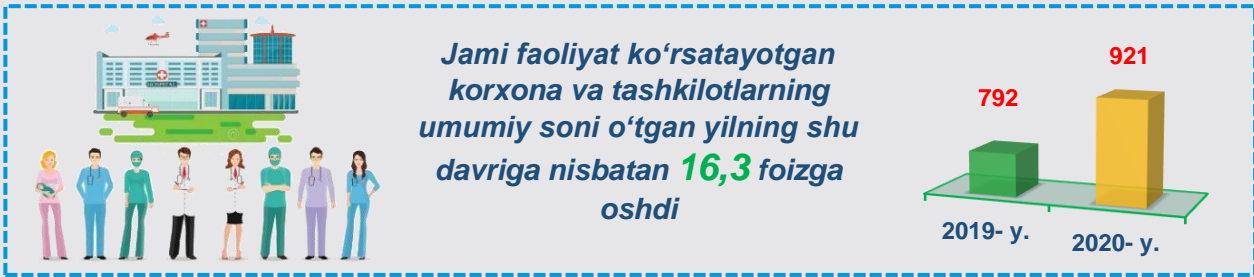 HOSPITAL
Jami faoliyat ko‘rsatayotgan
korxona va tashkilotlarning
umumiy soni o‘tgan yilning shu
davriga nisbatan 16,3 foizga
oshdi
792
921
2019- y.
2020- y.